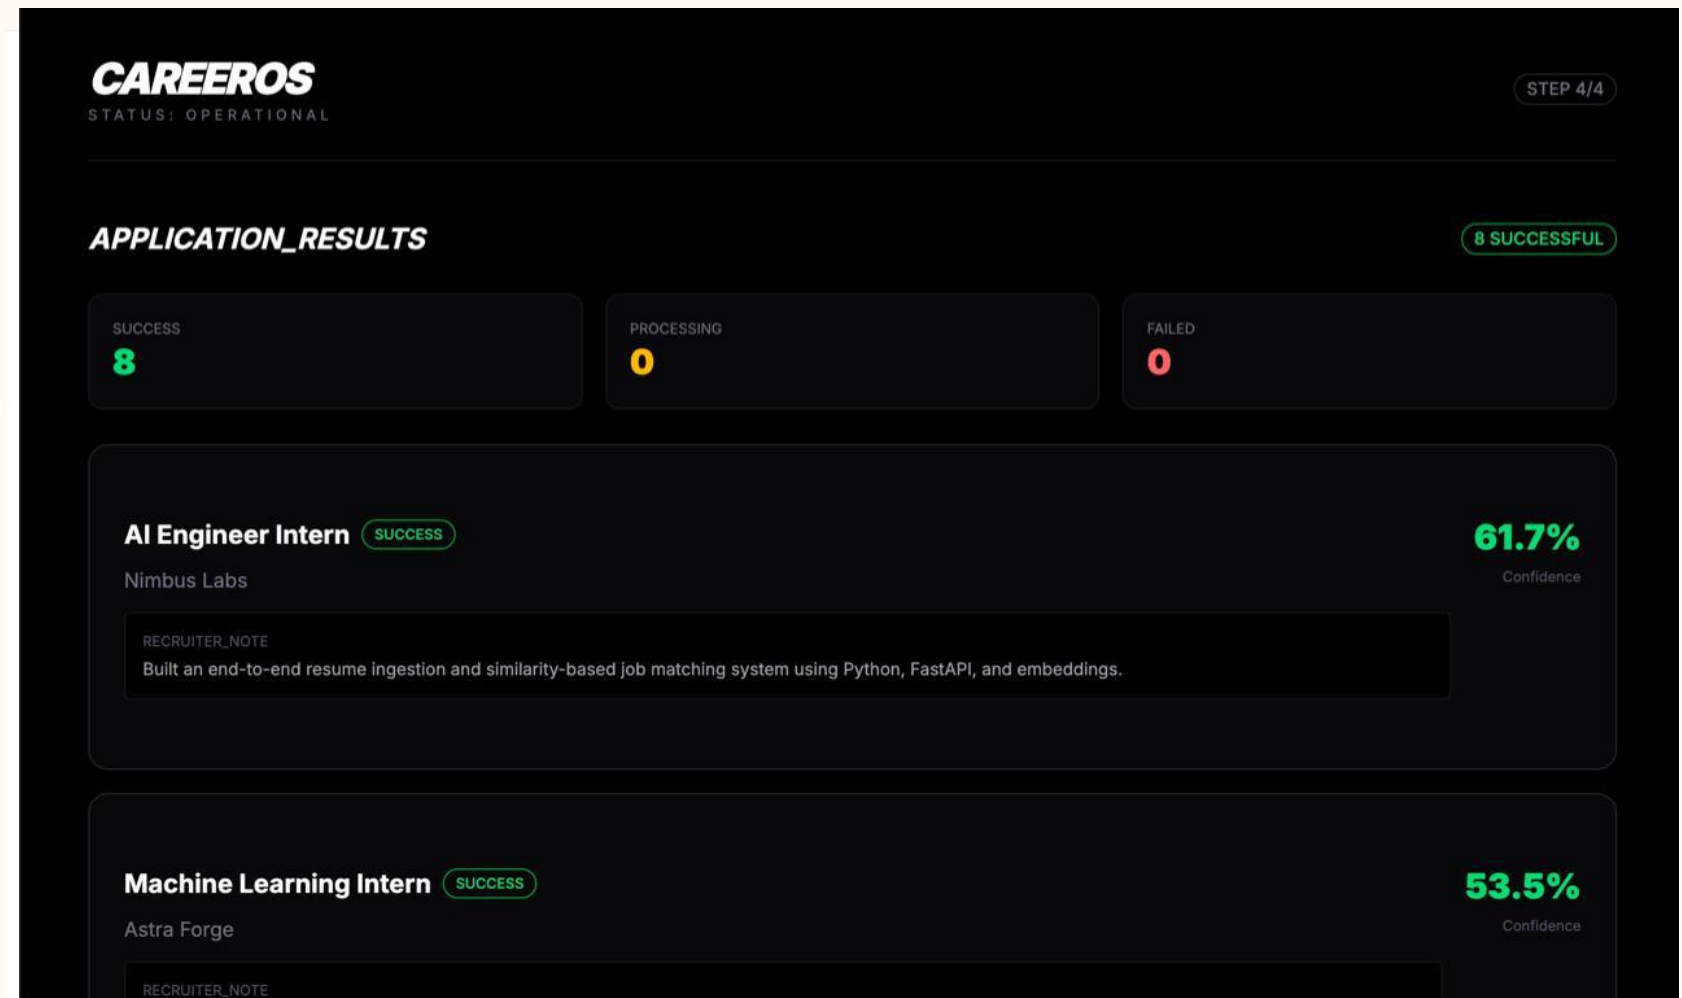 CAREEROS
STATUS: OPERATIONAL
STEP 4/4
APPLICATION_RESULTS
8 SUCCESSFUL
SUCCESS
8
PROCESSING
0
FAILED
0
AI Engineer Intern SUCCESS
Nimbus Labs
61.7%
Confidence
RECRUITER_NOTE
Built an end-to-end resume ingestion and similarity-based job matching system using Python, FastAPI, and embeddings.
Machine Learning Intern SUCCESS
Astra Forge
53.5%
Confidence
RECRUITER_NOTE